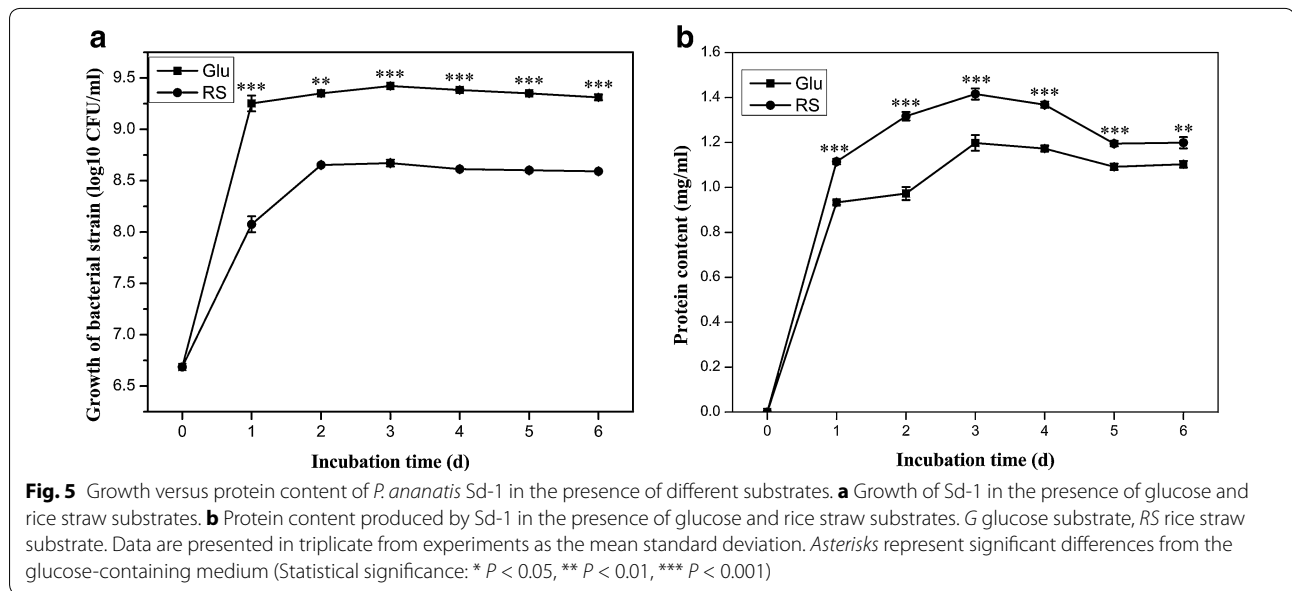 a
Glu
RS
***
**
***
***
***
***
9.5
9.0
8.5
8.0
7.5
7.0
6.5
0 1 2 3 4 5 6
Growth of bacterial strain (log10 CFU/ml)
Incubation time (d)
b
Glu
RS
***
***
***
***
***
**
1.6
1.4
1.2
1.0
0.8
0.6
0.4
0.2
0.0
0 1 2 3 4 5 6
Protein content (mg/ml)
Incubation time (d)
Fig. 5 Growth versus protein content of P. ananatis Sd-1 in the presence of different substrates. a Growth of Sd-1 in the presence of glucose and
rice straw substrates. b Protein content produced by Sd-1 in the presence of glucose and rice straw substrates. G glucose substrate, RS rice straw
substrate. Data are presented in triplicate from experiments as the mean standard deviation. Asterisks represent significant differences from the
glucose-containing medium (Statistical significance: * P < 0.05, ** P < 0.01, *** P < 0.001)